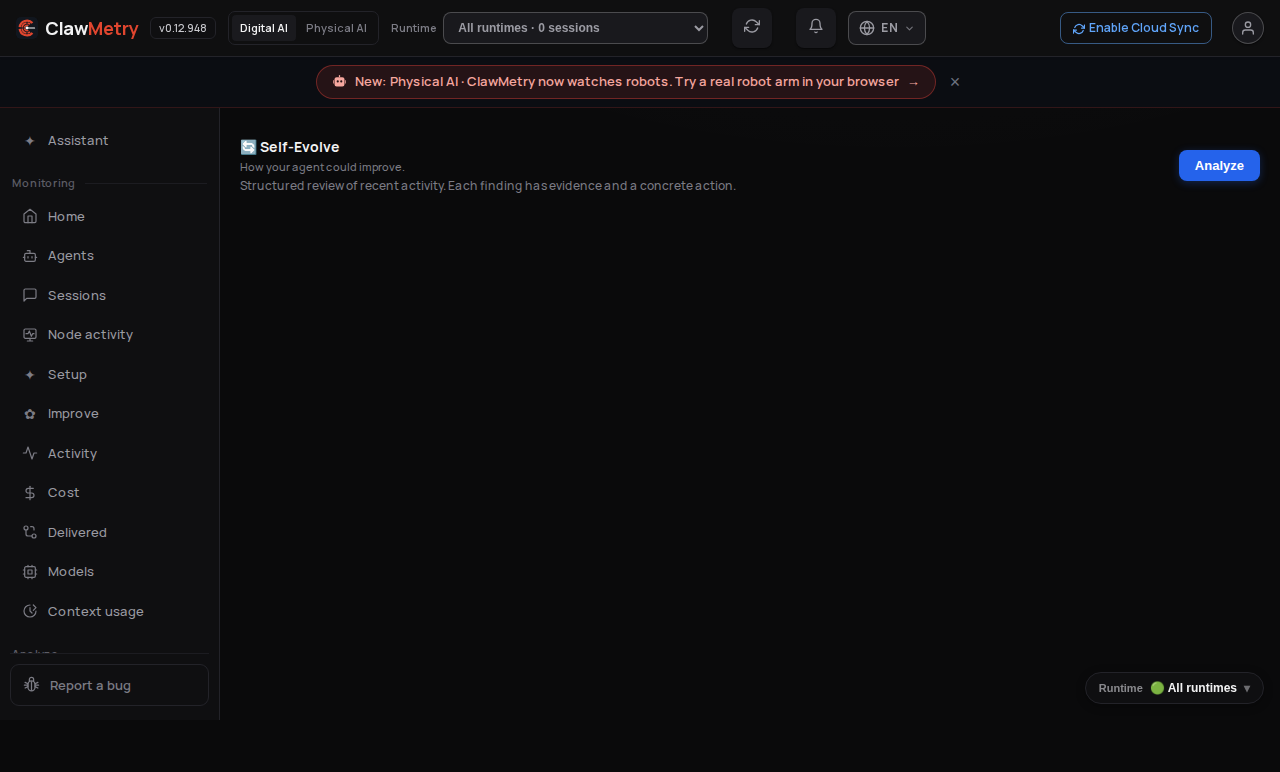 ClawMetry
v0.12.948
Digital AI
Physical AI
Runtime
All runtimes · 0 sessions
EN
Enable Cloud Sync
New: Physical AI · ClawMetry now watches robots. Try a real robot arm in your browser →
Assistant
Monitoring
Home
Agents
Sessions
Node activity
Setup
Improve
Activity
Cost
Delivered
Models
Context usage
Analyze
Report a bug
Self-Evolve
How your agent could improve.
Structured review of recent activity. Each finding has evidence and a concrete action.
Analyze
Runtime All runtimes